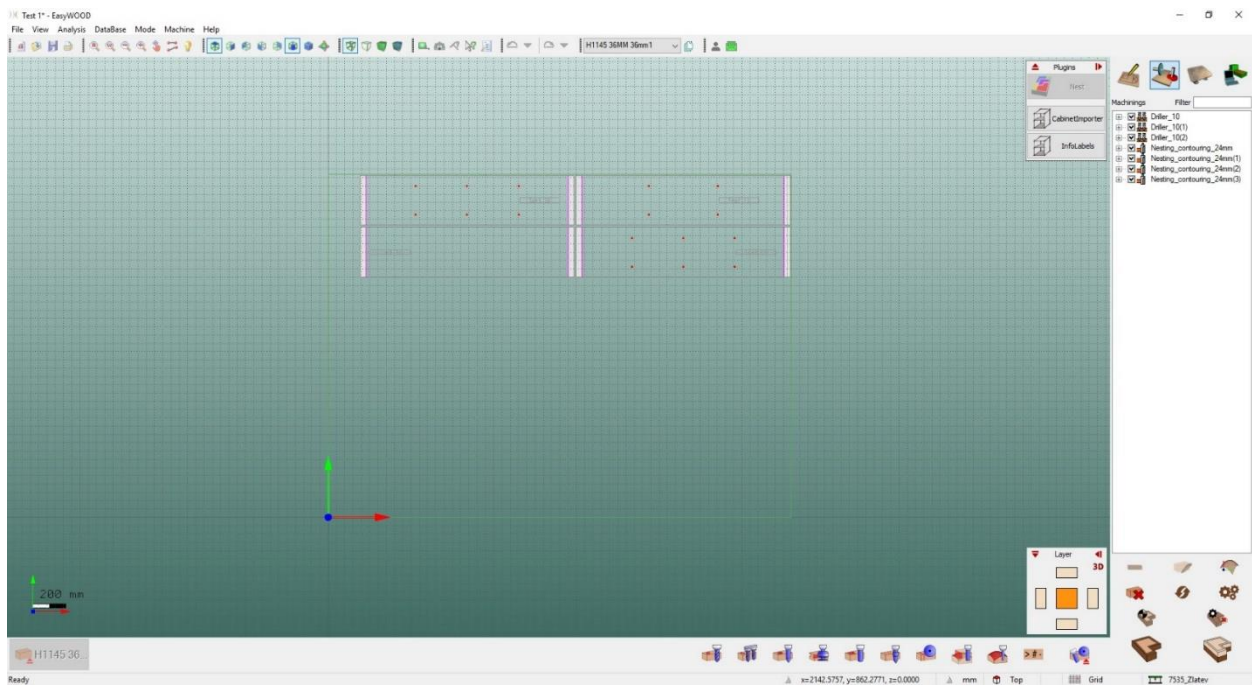 Test 1* - EasyWOOD
File View Analysis DataBase Mode Machine Help
H1145 36MM 36mm1
Plugins
Nest
CabinetImporter
InfoLabels
Machinings Filter
Driller_10
Driller_10(1)
Driller_10(2)
Nesting_contouring_24mm
Nesting_contouring_24mm(1)
Nesting_contouring_24mm(2)
Nesting_contouring_24mm(3)
Layer
3D
200 mm
H1145 36...
> # -
Ready x=2142.5757, y=862.2771, z=0.0000 mm Top Grid 7535_Zlatev